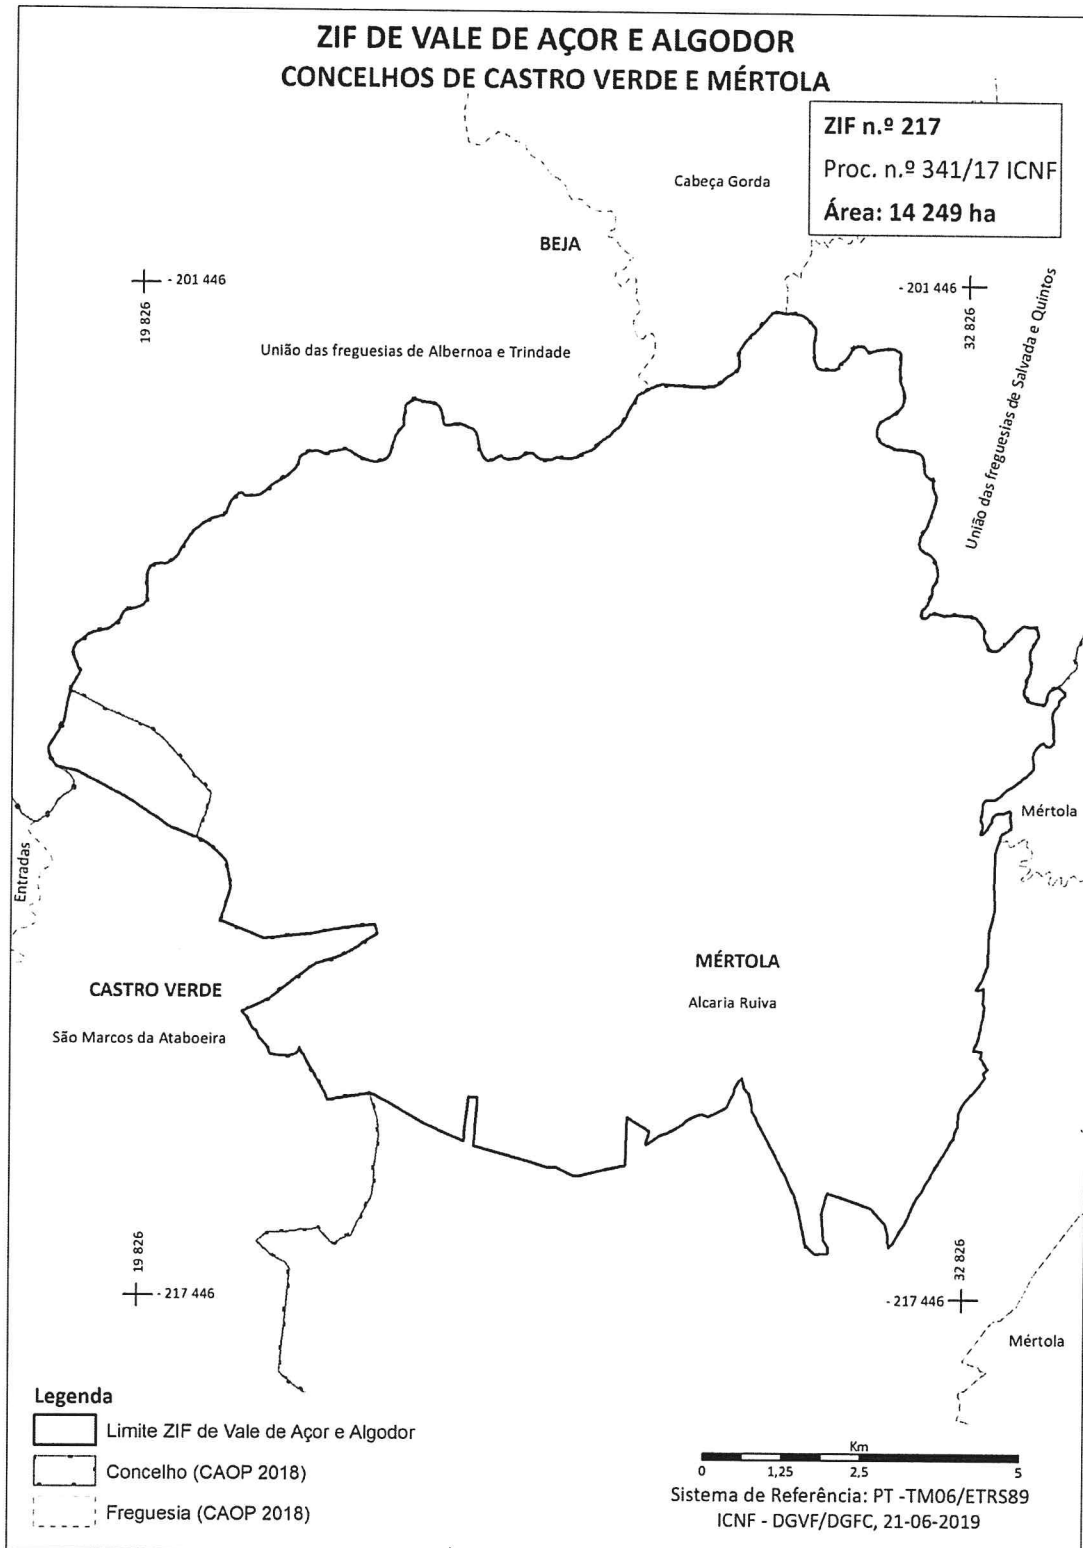 ZIF DE VALE DE AÇOR E ALGODOR
CONCELHOS DE CASTRO VERDE E MÉRTOLA
ZIF n.º 217
Proc. n.º 341/17 ICNF
Área: 14 249 ha
Cabeça Gorda
BEJA
- 201 446
19 826
- 201 446
32 826
União das freguesias de Albernoa e Trindade
União das freguesias de Salvada e Quintos
Mértola
Entradas
CASTRO VERDE
São Marcos da Ataboeira
MÉRTOLA
Alcaria Ruiva
19 826
- 217 446
32 826
- 217 446
Mértola
Legenda
Limite ZIF de Vale de Açor e Algodor
Concelho (CAOP 2018)
Freguesia (CAOP 2018)
Km
0 1,25 2,5 5
Sistema de Referência: PT -TM06/ETRS89
ICNF - DGVF/DGFC, 21-06-2019